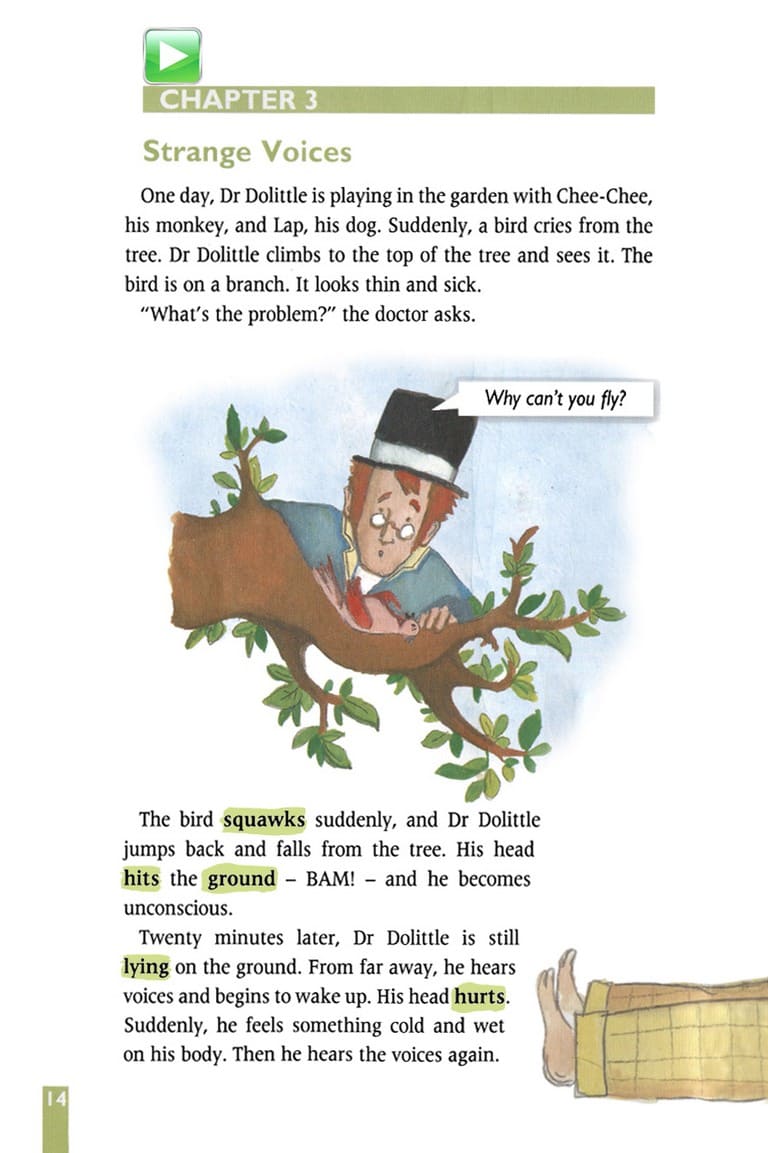 CHAPTER 3
Strange Voices
One day, Dr Dolittle is playing in the garden with Chee-Chee,
his monkey, and Lap, his dog. Suddenly, a bird cries from the
tree. Dr Dolittle climbs to the top of the tree and sees it. The
bird is on a branch. It looks thin and sick.
“What’s the problem?” the doctor asks.
Why can’t you fly?
The bird squawks suddenly, and Dr Dolittle
jumps back and falls from the tree. His head
hits the ground – BAM! – and he becomes
unconscious.
Twenty minutes later, Dr Dolittle is still
lying on the ground. From far away, he hears
voices and begins to wake up. His head hurts.
Suddenly, he feels something cold and wet
on his body. Then he hears the voices again.
14